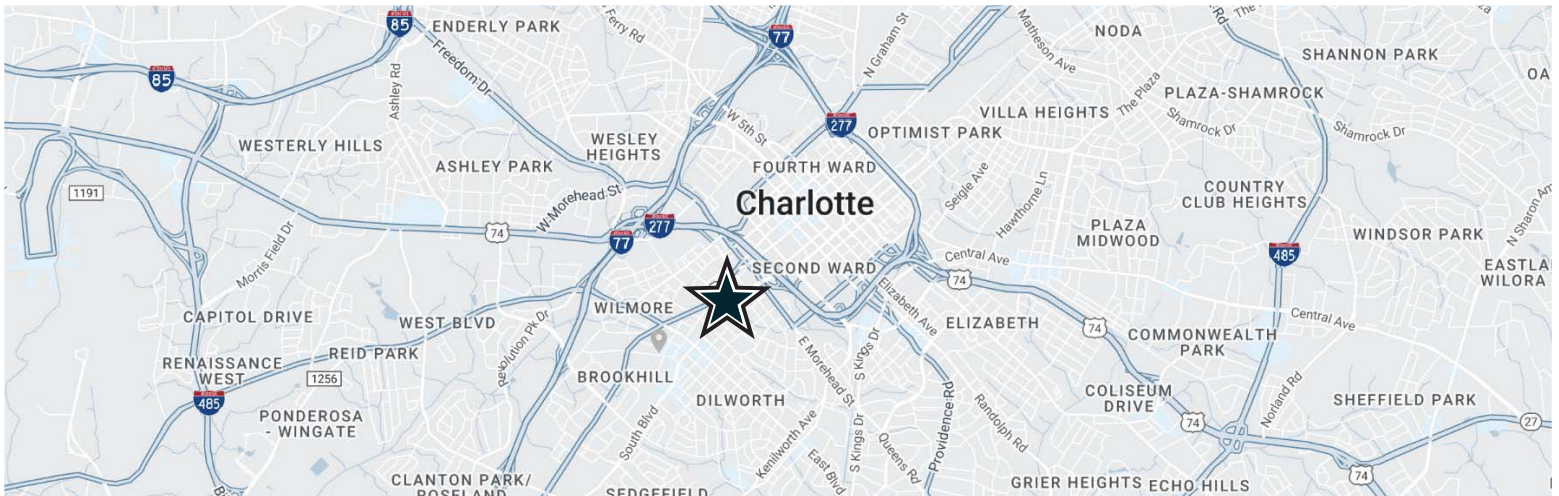 ENDERLY PARK
Ferry Rd
N Graham St
Matheson Ave
NODA
The
SHANNON PARK
85
77
85
Freedom Dr
Ashley Rd
PLAZA-SHAMROCK
The Plaza
VILLA HEIGHTS
Shamrock Dr
Shamrock Dr
277
OPTIMIST PARK
W 5th St
WESTERLY HILLS
WESLEY
HEIGHTS
ASHLEY PARK
FOURTH WARD
Seigle Ave
Hawthorne Ln
COUNTRY
CLUB HEIGHTS
1191
W Morehead St
Charlotte
N Sharon
PLAZA
MIDWOOD
WINDSOR PARK
74
77
277
Morris Field Dr
Central Ave
485
SECOND WARD
74
WILORA
WILMORE
Elizabeth Ave
CAPITOL DRIVE
WEST BLVD
Revolution Pk Dr
ELIZABETH
74
Central Ave
COMMONWEALTH
PARK
REID PARK
RENAISSANCE
WEST
1256
E Morehead St
S Kings Dr
BROOKHILL
485
DILWORTH
COLISEUM
DRIVE
Norland Rd
SHEFFIELD PARK
PONDEROSA
- WINGATE
South Blvd
Kenilworth Ave
S Kings Dr
Queens Rd
Providence Rd
Randolph Rd
74
27
East Blvd
74
CLANTON PARK/
ROSELAND
SEDGEFIELD
GRIER HEIGHTS
ECHO HILLS